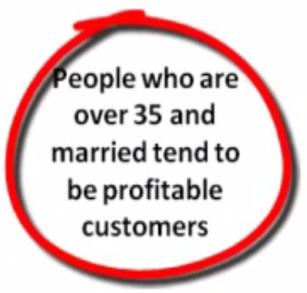 People who are
over 35 and
married tend to
be profitable
customers